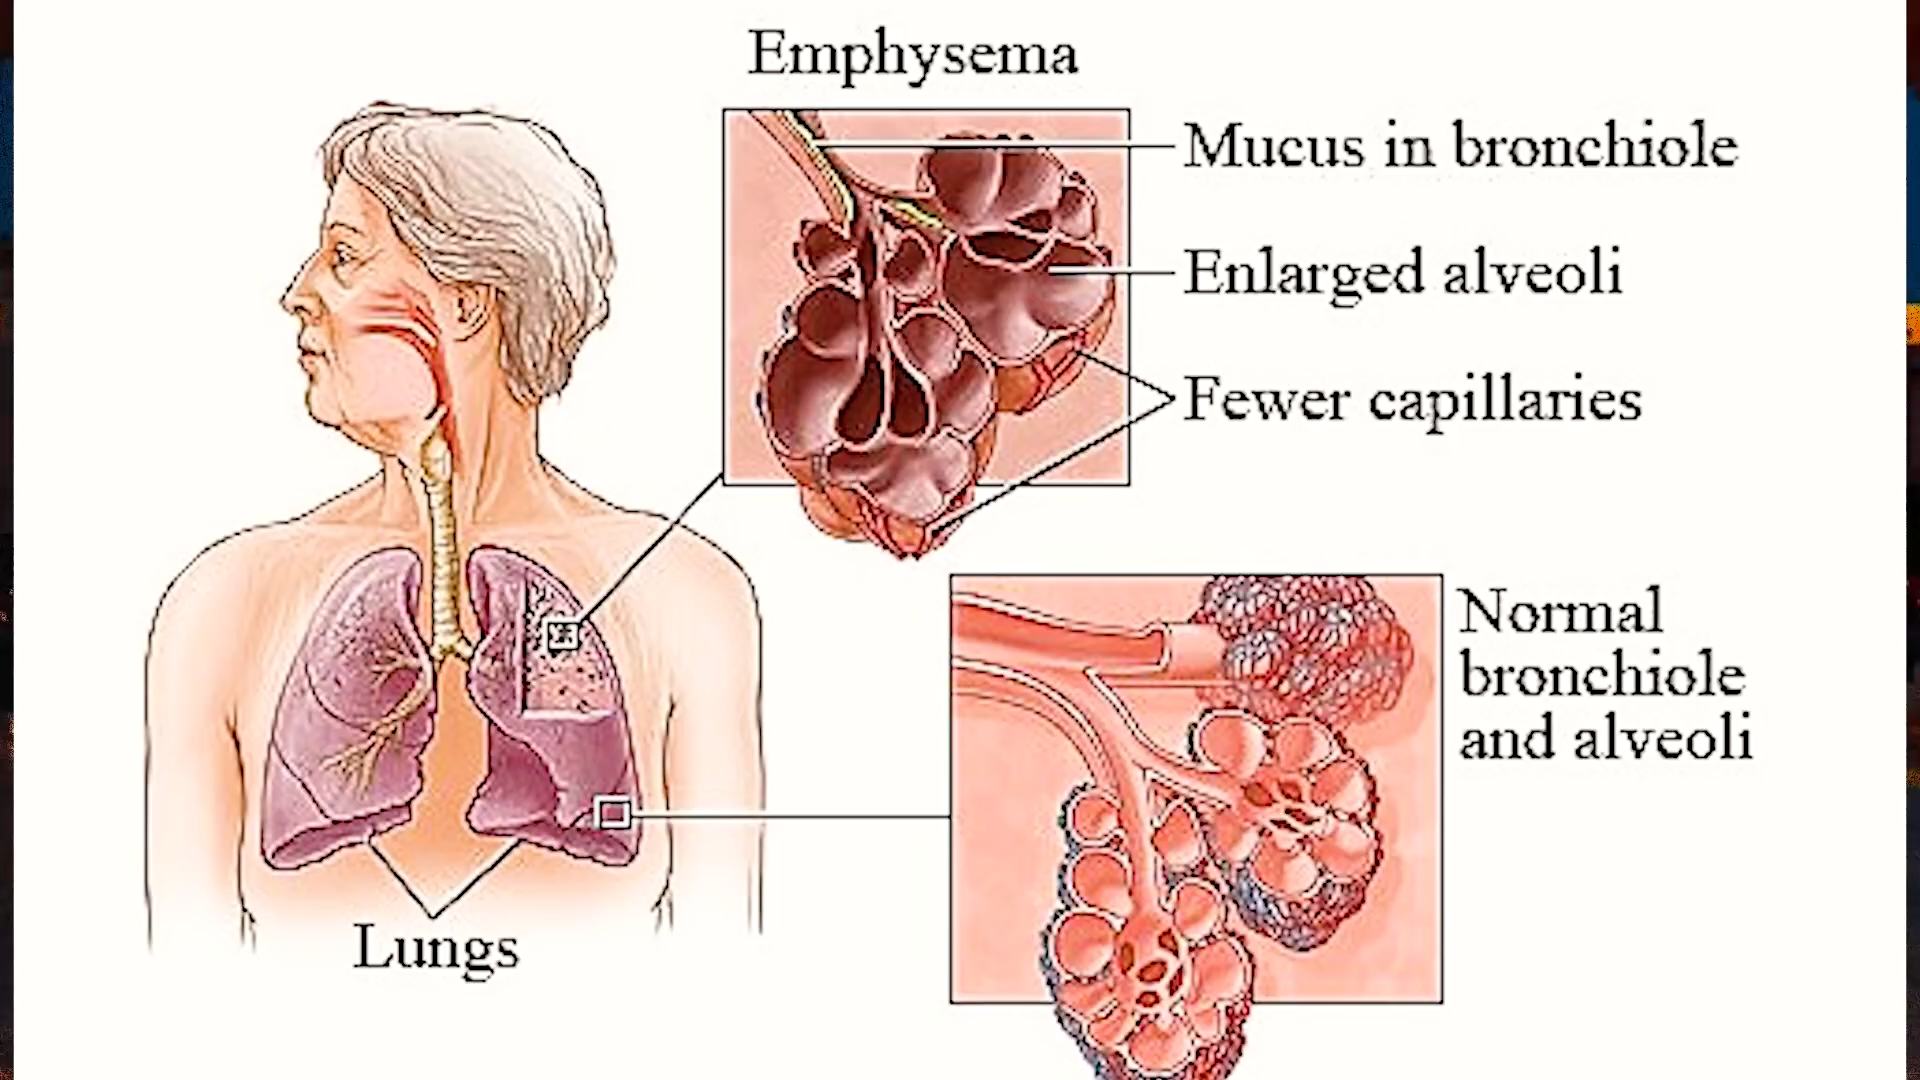 Emphysema
Mucus in bronchiole
Enlarged alveoli
Fewer capillaries
Normal
bronchiole
and alveoli
Lungs